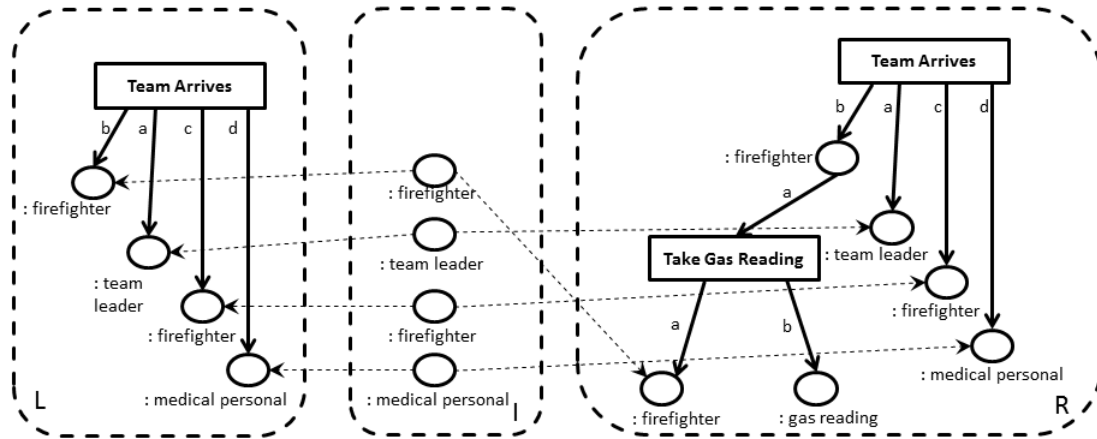 Team Arrives
b
a
c
d
: firefighter
: team
leader
: firefighter
: medical personal
L
: firefighter
: team leader
: firefighter
: medical personal
I
Team Arrives
b
a
c
d
: firefighter
a
Take Gas Reading
: team leader
: firefighter
a
b
: medical personal
: firefighter
: gas reading
R